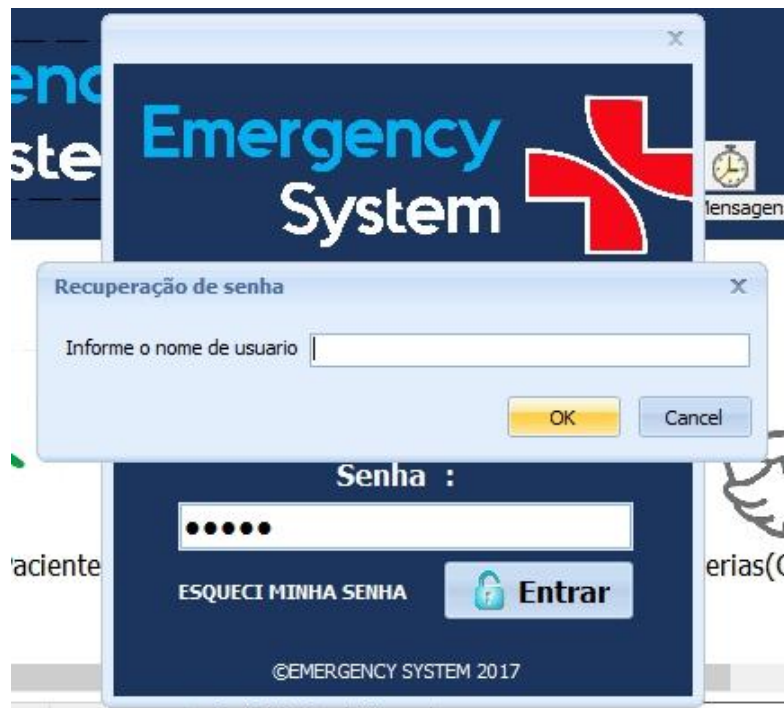 Emergency
System
Recuperação de senha
Informe o nome de usuario
OK Cancel
Senha :
ESQUECI MINHA SENHA Entrar
©EMERGENCY SYSTEM 2017